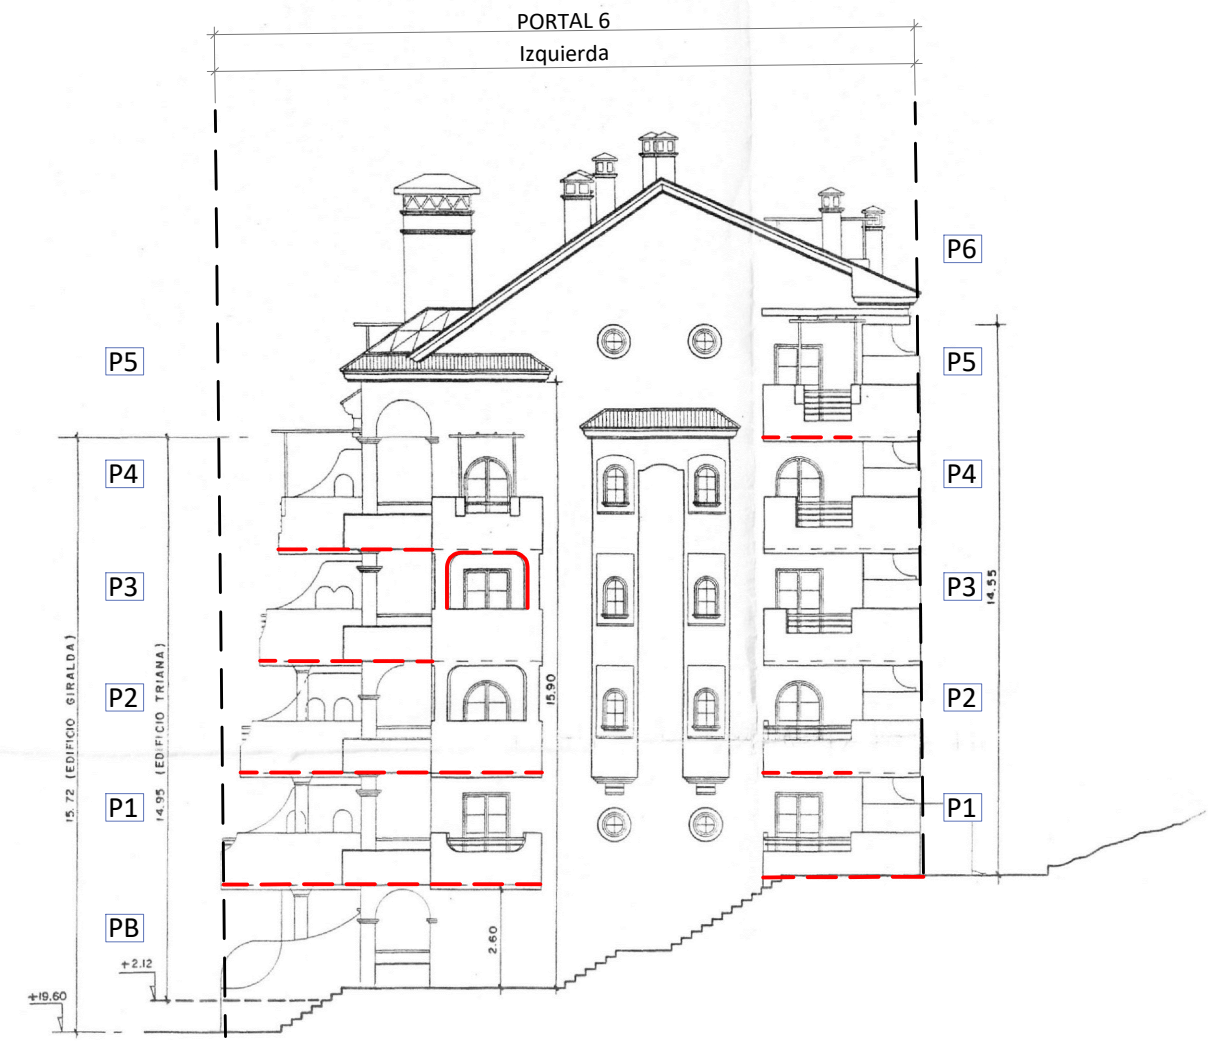 PORTAL 6
Izquierda
P6
P5
P5
P4
P4
P3
P3
14.55
15.72 (EDIFICIO GIRALDA)
14.95 (EDIFICIO TRIANA)
15.90
P2
P2
P1
P1
PB
2.60
+2.12
+19.60